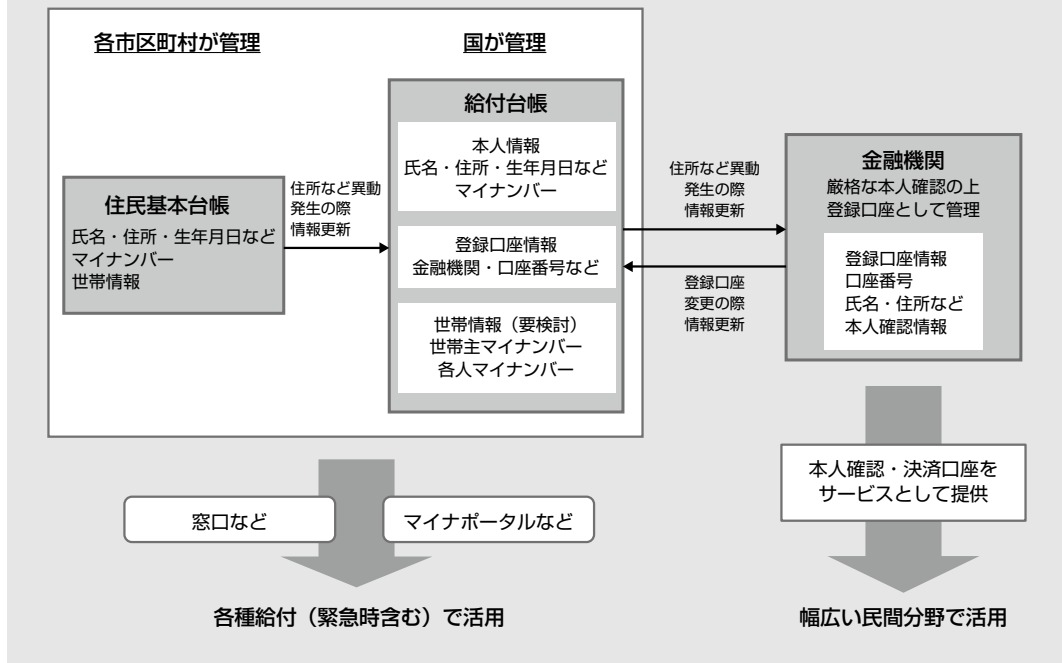 各市区町村が管理
国が管理
住民基本台帳
氏名・住所・生年月日など
マイナンバー
世帯情報
住所など異動
発生の際
情報更新
給付台帳
本人情報
氏名・住所・生年月日など
マイナンバー
登録口座情報
金融機関・口座番号など
世帯情報（要検討）
世帯主マイナンバー
各人マイナンバー
住所など異動
発生の際
情報更新
登録口座
変更の際
情報更新
金融機関
厳格な本人確認の上
登録口座として管理
登録口座情報
口座番号
氏名・住所など
本人確認情報
窓口など
マイナポータルなど
各種給付（緊急時含む）で活用
本人確認・決済口座を
サービスとして提供
幅広い民間分野で活用